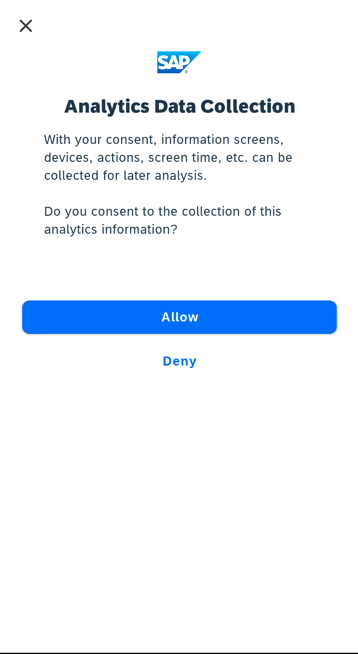 SAP
Analytics Data Collection
With your consent, information screens,
devices, actions, screen time, etc. can be
collected for later analysis.
Do you consent to the collection of this
analytics information?
Allow
Deny